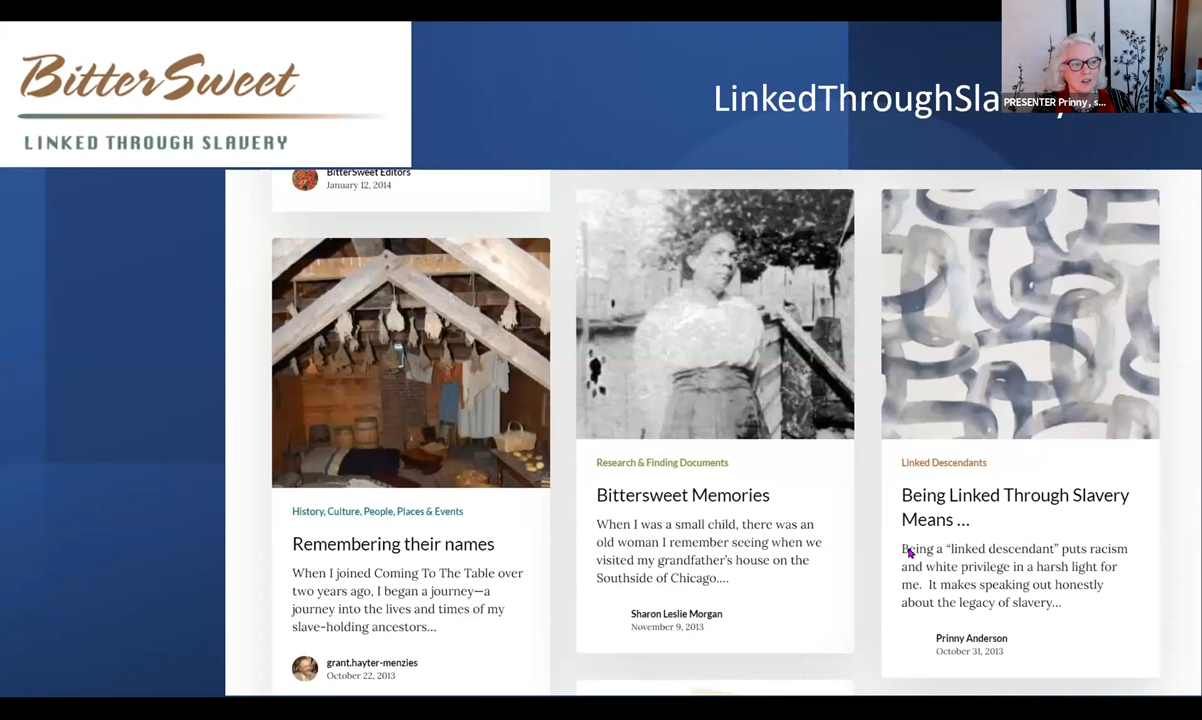 BitterSweet
LINKED THROUGH SLAVERY
LinkedThroughSla
PRESENTER Prinny, s...
BitterSweet Editors
January 12, 2014
History, Culture, People, Places & Events
Remembering their names
When I joined Coming To The Table over
two years ago, I began a journey—a
journey into the lives and times of my
slave-holding ancestors...
grant.hayter-menzies
October 22, 2013
Research & Finding Documents
Bittersweet Memories
When I was a small child, there was an
old woman I remember seeing when we
visited my grandfather's house on the
Southside of Chicago....
Sharon Leslie Morgan
November 9, 2013
Linked Descendants
Being Linked Through Slavery
Means ...
Being a “linked descendant” puts racism
and white privilege in a harsh light for
me. It makes speaking out honestly
about the legacy of slavery...
Prinny Anderson
October 31, 2013